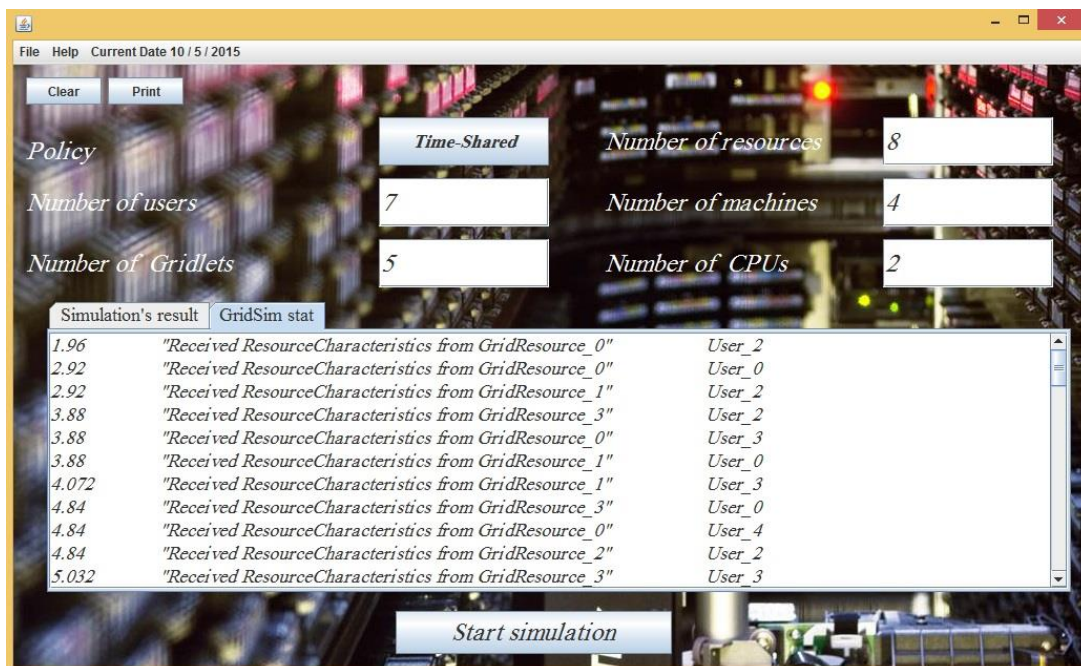 File Help Current Date 10 / 5 / 2015
Clear Print
Policy Time-Shared Number of resources 8
Number of users 7 Number of machines 4
Number of Gridlets 5 Number of CPUs 2
Simulation's result GridSim stat
1.96 "Received ResourceCharacteristics from GridResource_0" User_2
2.92 "Received ResourceCharacteristics from GridResource_0" User_0
2.92 "Received ResourceCharacteristics from GridResource_1" User_2
3.88 "Received ResourceCharacteristics from GridResource_3" User_2
3.88 "Received ResourceCharacteristics from GridResource_0" User_3
3.88 "Received ResourceCharacteristics from GridResource_1" User_0
4.072 "Received ResourceCharacteristics from GridResource_1" User_3
4.84 "Received ResourceCharacteristics from GridResource_3" User_0
4.84 "Received ResourceCharacteristics from GridResource_0" User_4
4.84 "Received ResourceCharacteristics from GridResource_2" User_2
5.032 "Received ResourceCharacteristics from GridResource_3" User_3
Start simulation